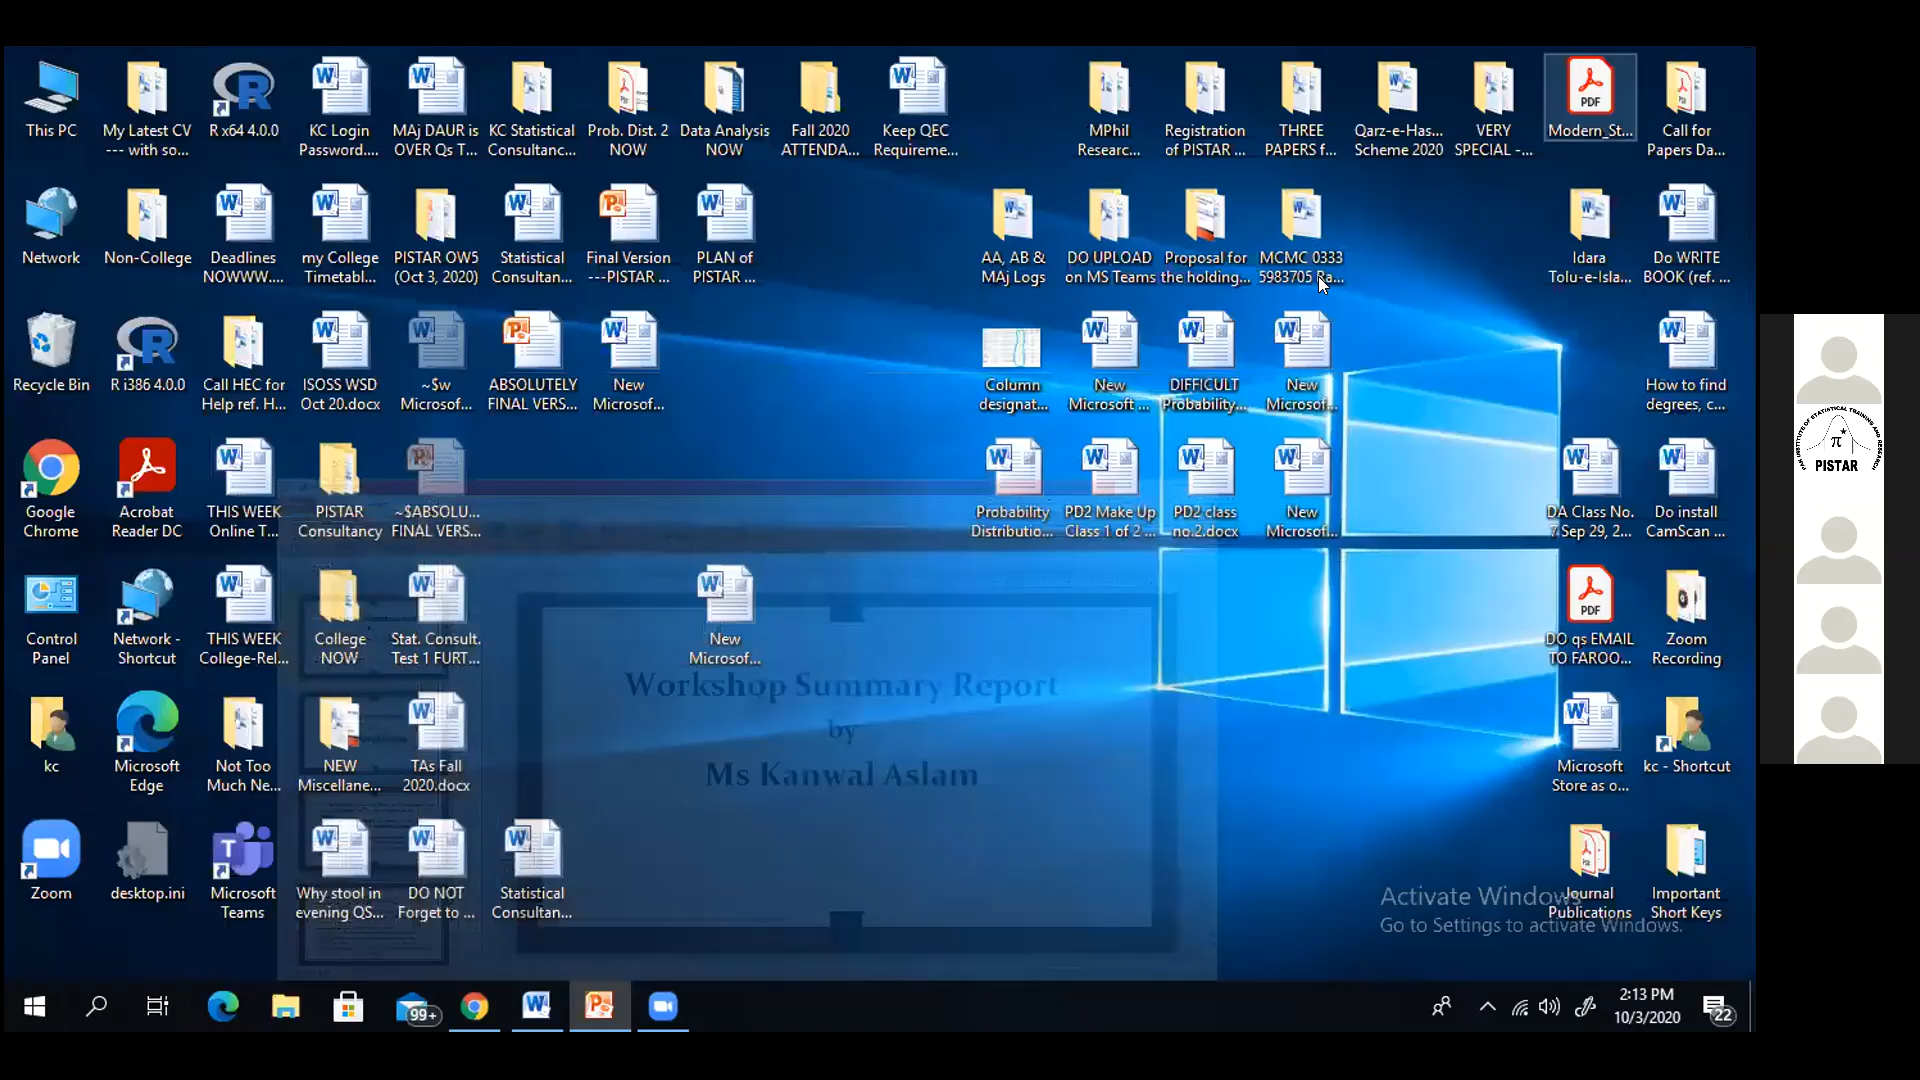 This PC
My Latest CV
--- with so...
R x64 4.0.0
KC Login
Password....
MAj DAUR is
OVER Qs T...
KC Statistical
Consultanc...
Prob. Dist. 2
NOW
Data Analysis
NOW
Fall 2020
ATTENDA...
Keep QEC
Requireme...
MPhil
Researc...
Registration
of PISTAR ...
THREE
PAPERS f...
Qarz-e-Has...
Scheme 2020
VERY
SPECIAL -...
PDF
Modern_St...
Call for
Papers Da...
Network
Non-College
Deadlines
NOWWW....
my College
Timetabl...
PISTAR OW5
(Oct 3, 2020)
Statistical
Consultan...
Final Version
---PISTAR ...
PLAN of
PISTAR ...
AA, AB &
MAj Logs
DO UPLOAD
on MS Teams
Proposal for
the holding...
MCMC 0333
5983705 Ra...
Idara
Tolu-e-Isla...
Do WRITE
BOOK (ref. ...
Recycle Bin
R i386 4.0.0
Call HEC for
Help ref. H...
ISOSS WSD
Oct 20.docx
~$w
Microsof...
ABSOLUTELY
FINAL VERS...
New
Microsof...
Column
designat...
New
Microsoft ...
DIFFICULT
Probability...
New
Microsof...
How to find
degrees, c...
Google
Chrome
Acrobat
Reader DC
THIS WEEK
Online T...
PISTAR
Consultancy
~$ABSOLU...
FINAL VERS...
Probability
Distributio...
PD2 Make Up
Class 1 of 2 ...
PD2 class
no.2.docx
New
Microsof...
DA Class No.
7 Sep 29, 2...
Do install
CamScan ...
Control
Panel
Network -
Shortcut
THIS WEEK
College-Rel...
College
NOW
Stat. Consult.
Test 1 FURT...
New
Microsof...
PDF
DO qs EMAIL
TO FAROO...
Zoom
Recording
Workshop Summary Report
by
Ms Kanwal Aslam
kc
Microsoft
Edge
Not Too
Much Ne...
NEW
Miscellane...
TAs Fall
2020.docx
Microsoft
Store as o...
kc - Shortcut
Zoom
desktop.ini
Microsoft
Teams
Why stool in
evening QS...
DO NOT
Forget to ...
Statistical
Consultan...
Journal
Publications
Important
Short Keys
Activate Windows
Go to Settings to activate Windows.
99+
2:13 PM
10/3/2020
22
PAN INSTITUTE OF STATISTICAL TRAINING AND RESEARCH
π*
PISTAR